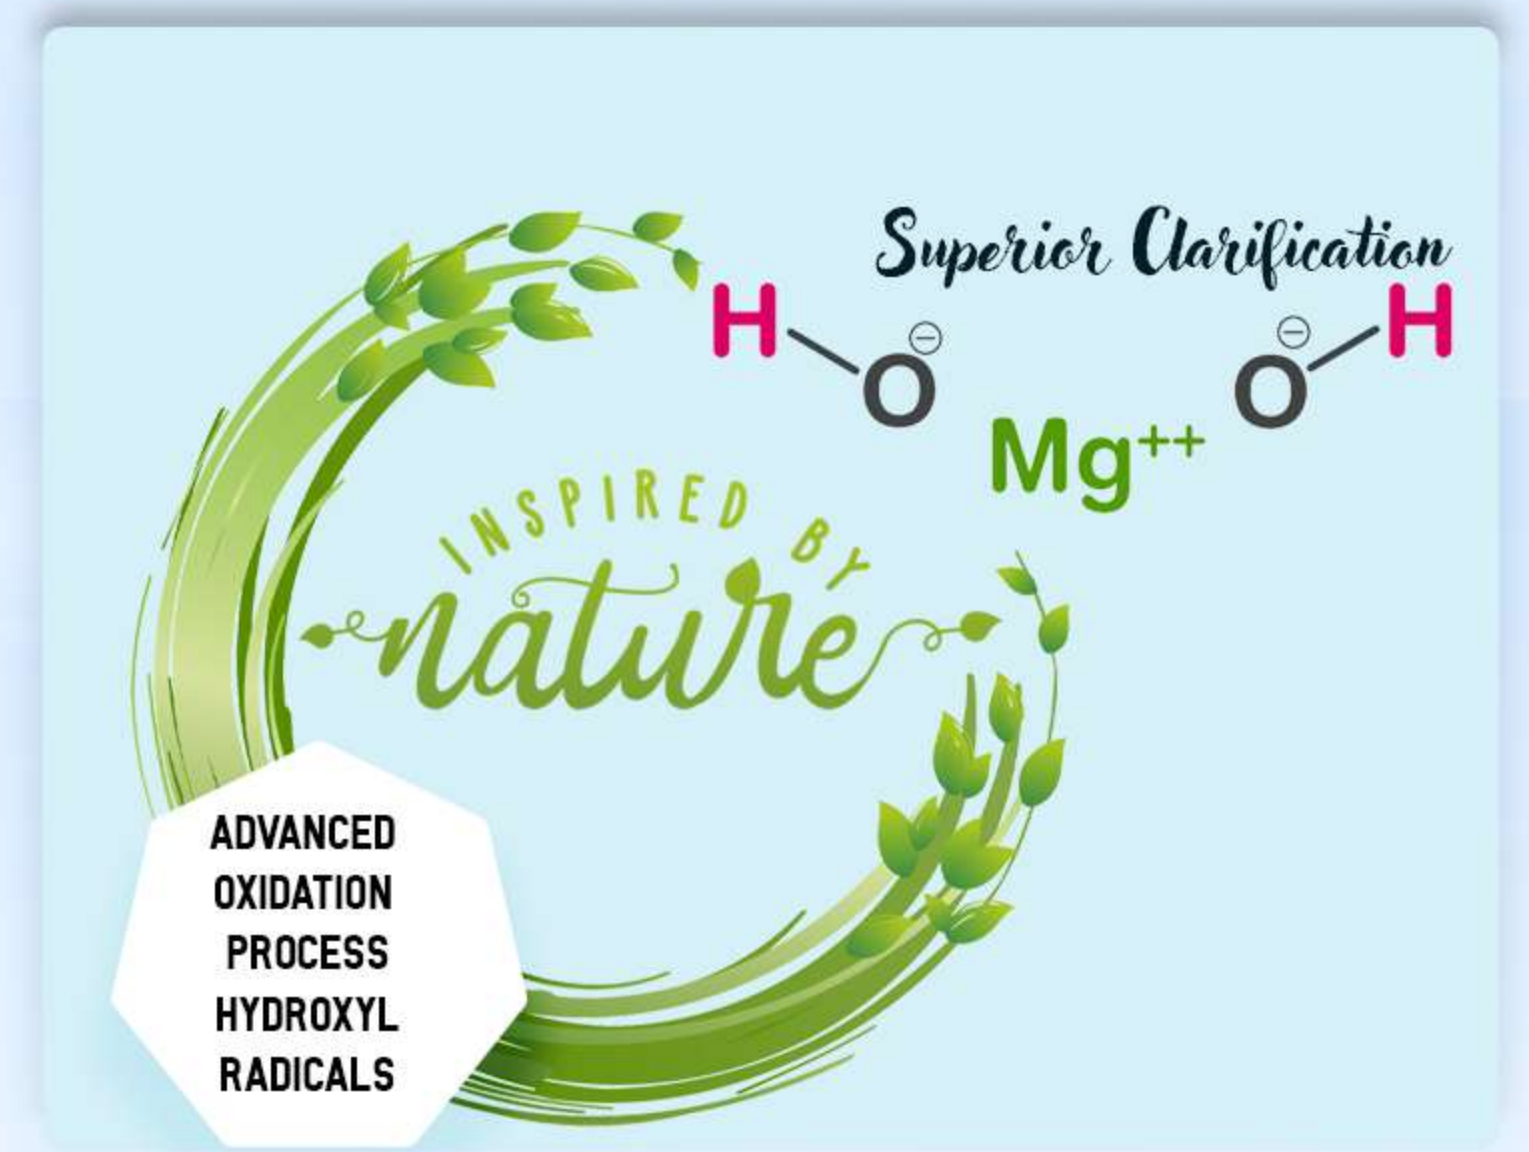 Superior Clarification
H
H
O⊖
O⊖
Mg++
INSPIRED BY
nature
ADVANCED
OXIDATION
PROCESS
HYDROXYL
RADICALS